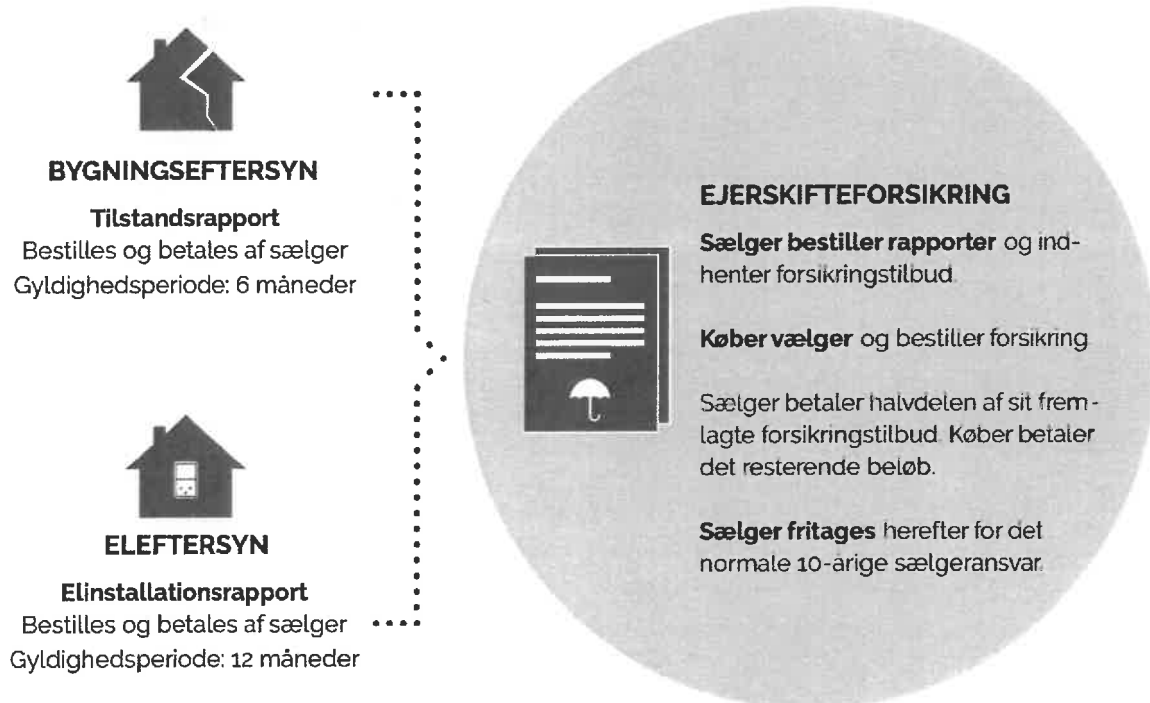 BYGNINGSEFTERSYN
Tilstandsrapport
Bestilles og betales af sælger
Gyldighedsperiode: 6 måneder
ELEFTERSYN
Elinstallationsrapport
Bestilles og betales af sælger
Gyldighedsperiode: 12 måneder
EJERSKIFTEFORSIKRING
Sælger bestiller rapporter og ind-
henter forsikringstilbud.
Køber vælger og bestiller forsikring.
Sælger betaler halvdelen af sit frem-
lagte forsikringstilbud. Køber betaler
det resterende beløb.
Sælger fritages herefter for det
normale 10-årige sælgeransvar.